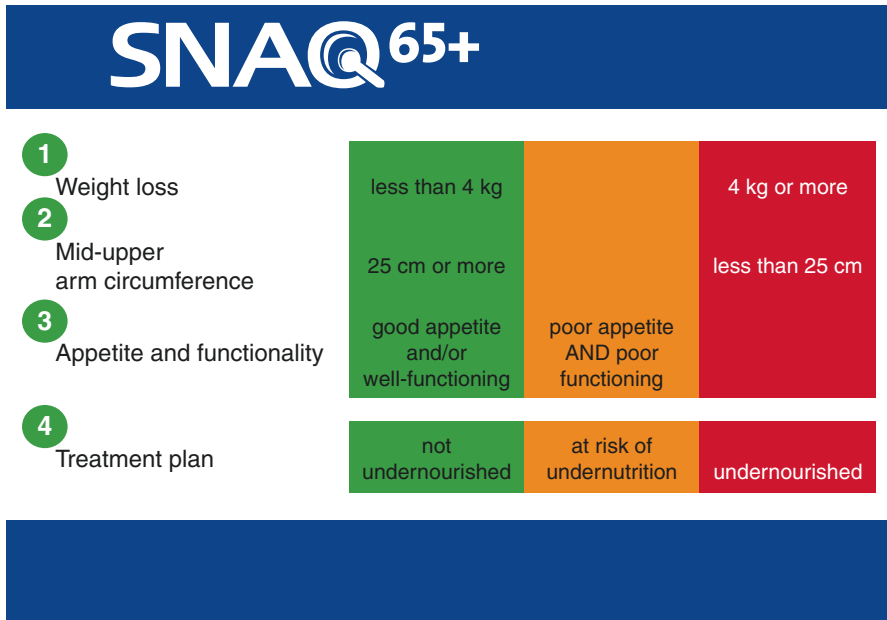 SNAQ 65+
1
Weight loss
less than 4 kg
4 kg or more
2
Mid-upper
arm circumference
25 cm or more
less than 25 cm
3
Appetite and functionality
good appetite
and/or
well-functioning
poor appetite
AND poor
functioning
4
Treatment plan
not
undernourished
at risk of
undernutrition
undernourished